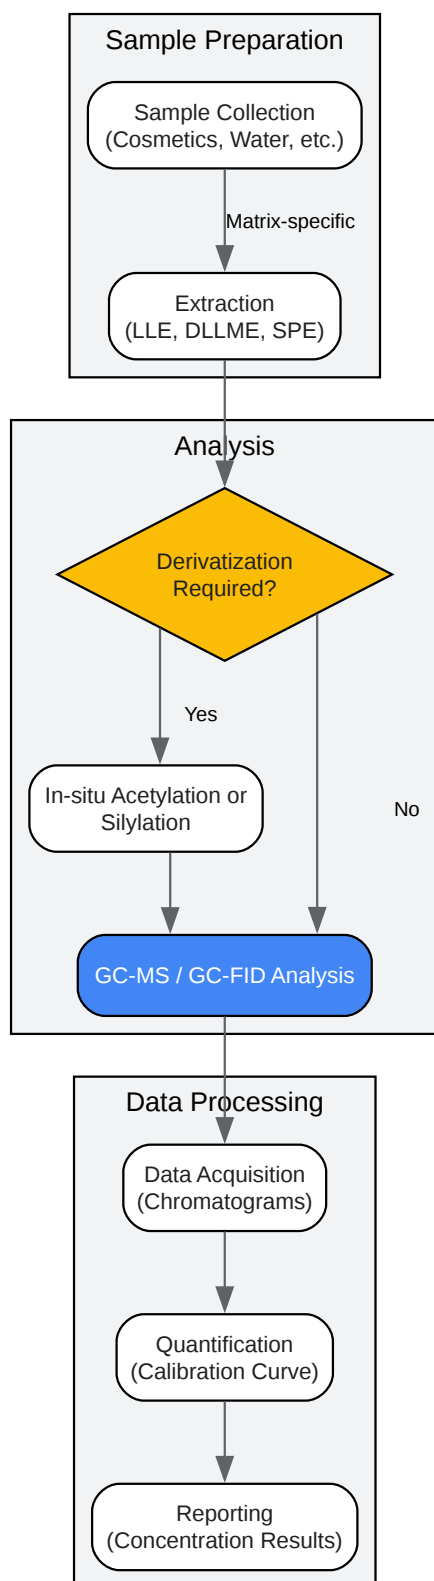 Sample Preparation
Sample Collection
(Cosmetics, Water, etc.)
Matrix-specific
Extraction
(LLE, DLLME, SPE)
Analysis
Derivatization
Required?
Yes
In-situ Acetylation or
Silylation
No
GC-MS / GC-FID Analysis
Data Processing
Data Acquisition
(Chromatograms)
Quantification
(Calibration Curve)
Reporting
(Concentration Results)